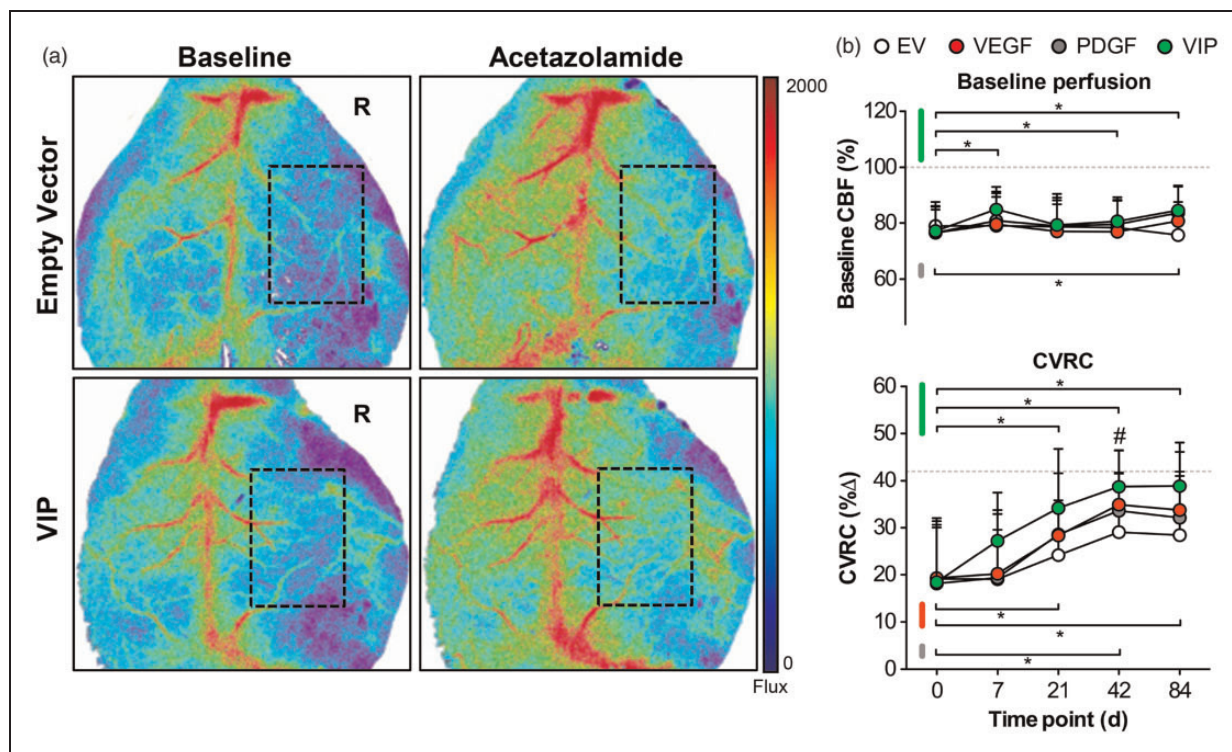 (a)
Baseline
Acetazolamide
Empty Vector
VIP
R
R
2000
0
Flux
(b)
EV VEGF PDGF VIP
Baseline perfusion
Baseline CBF (%)
120
100
80
60
*
*
*
*
CVRC
CVRC (%Δ)
60
50
40
30
20
10
0
*
*
*
#
*
*
*
0 7 21 42 84
Time point (d)